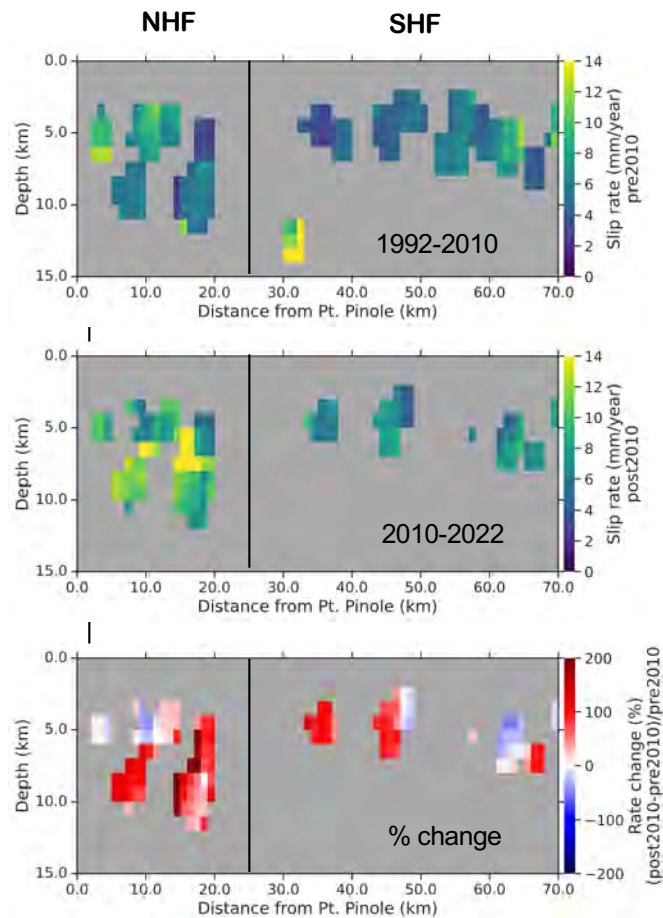 NHF SHF
0.0
5.0
10.0
15.0
Depth (km)
0.0 10.0 20.0 30.0 40.0 50.0 60.0 70.0
Distance from Pt. Pinole (km)
1992-2010
14
12
10
8
6
4
2
0
Slip rate (mm/year)
pre2010
0.0
5.0
10.0
15.0
Depth (km)
0.0 10.0 20.0 30.0 40.0 50.0 60.0 70.0
Distance from Pt. Pinole (km)
2010-2022
14
12
10
8
6
4
2
0
Slip rate (mm/year)
post2010
0.0
5.0
10.0
15.0
Depth (km)
0.0 10.0 20.0 30.0 40.0 50.0 60.0 70.0
Distance from Pt. Pinole (km)
% change
200
100
0
−100
−200
Rate change (%)
(post2010-pre2010)/pre2010